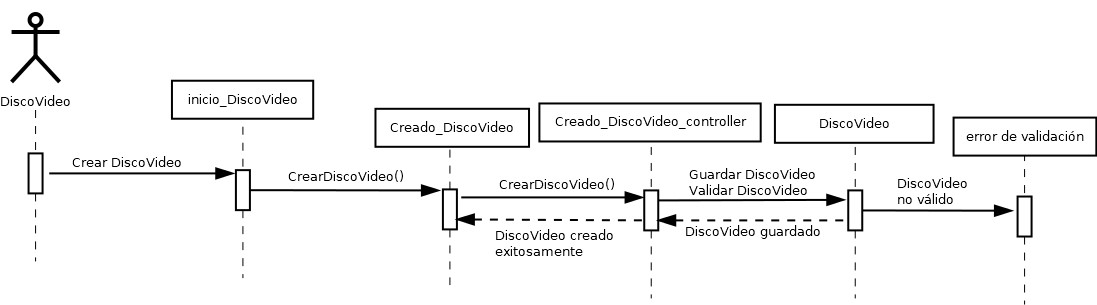 DiscoVideo
inicio_DiscoVideo
Creado_DiscoVideo
Creado_DiscoVideo_controller
DiscoVideo
error de validación
Crear DiscoVideo
CrearDiscoVideo()
CrearDiscoVideo()
Guardar DiscoVideo
Validar DiscoVideo
DiscoVideo
no válido
DiscoVideo guardado
DiscoVideo creado
exitosamente